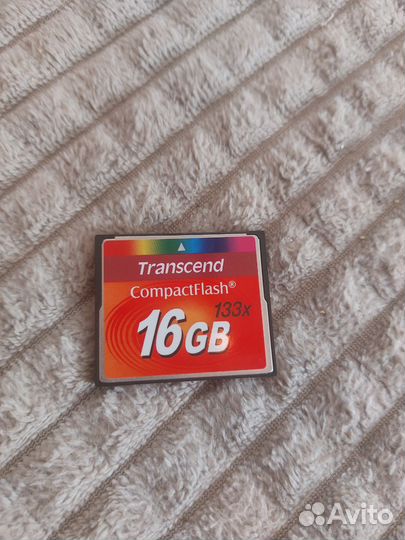 Transcend
CompactFlash®
133x
16GB
Avito